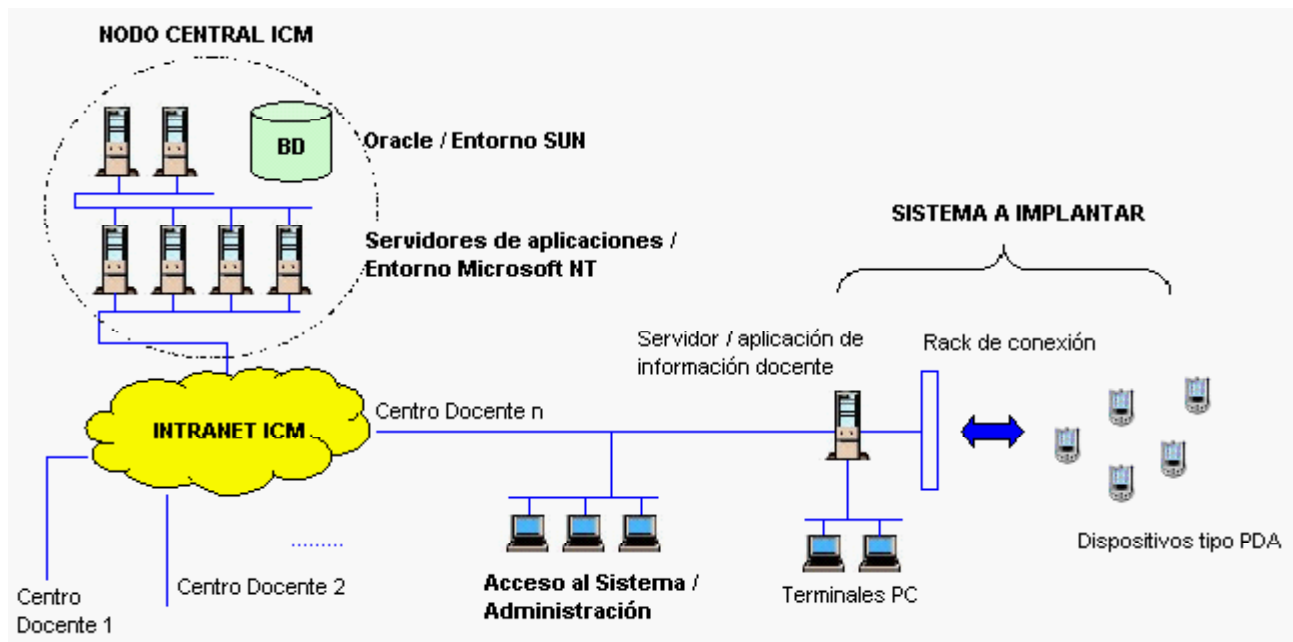 NODO CENTRAL ICM
BD
Oracle / Entorno SUN
Servidores de aplicaciones /
Entorno Microsoft NT
SISTEMA A IMPLANTAR
Servidor / aplicación de
información docente
Rack de conexión
INTRANET ICM
Centro Docente n
Dispositivos tipo PDA
Acceso al Sistema /
Administración
Terminales PC
Centro Docente 2
Centro
Docente 1